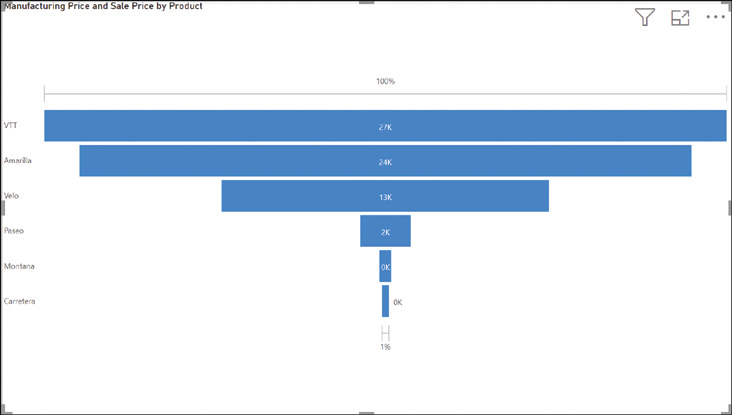 Manufacturing Price and Sale Price by Product
100%
VTT 27K
Amarilla 24K
Velo 13K
Paseo 2K
Montana 0K
Carretera 0K
1%